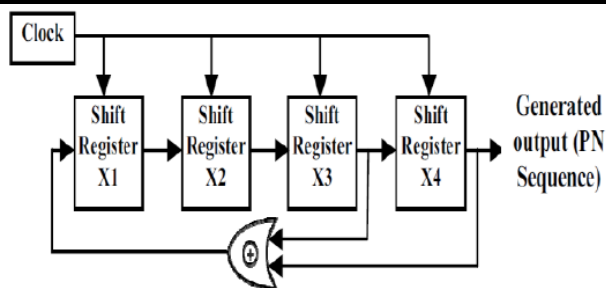 Clock
Shift
Register
X1
Shift
Register
X2
Shift
Register
X3
Shift
Register
X4
Generated
output (PN
Sequence)
+